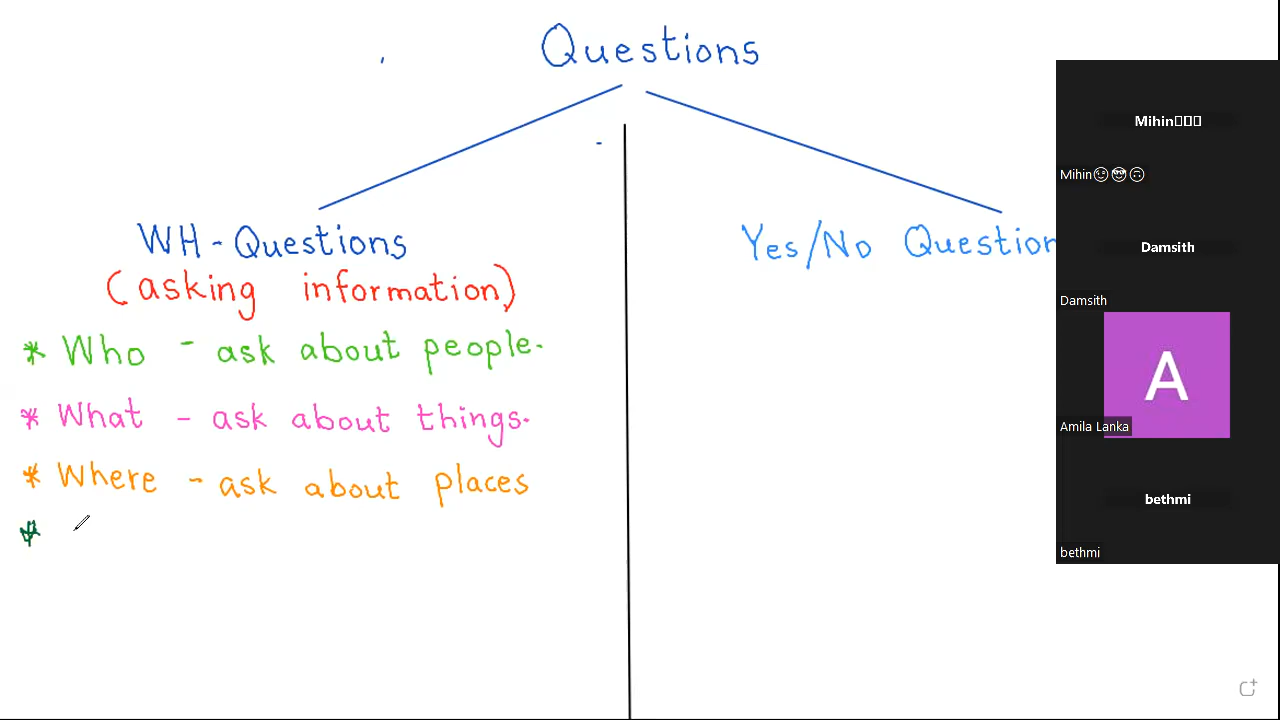 Questions
WH-Questions
(asking information)
* Who - ask about people.
* What - ask about things.
* Where - ask about places
*
Yes/No Question
Mihin
Mihin😉😎🙃
Damsith
Damsith
A
Amila Lanka
bethmi
bethmi